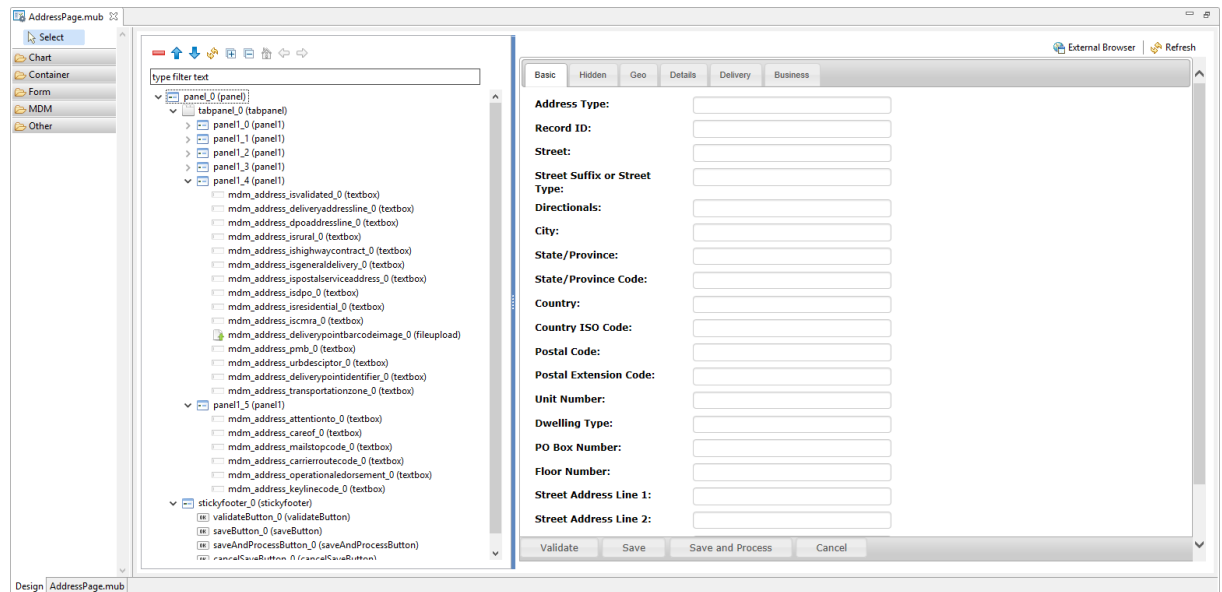 AddressPage.mub
Select
Chart
Container
Form
MDM
Other
type filter text
panel_0 (panel)
tabpanel_0 (tabpanel)
panel1_0 (panel1)
panel1_1 (panel1)
panel1_2 (panel1)
panel1_3 (panel1)
panel1_4 (panel1)
mdm_address_isvalidated_0 (textbox)
mdm_address_deliveryaddressline_0 (textbox)
mdm_address_dpoaddressline_0 (textbox)
mdm_address_isrural_0 (textbox)
mdm_address_ishighwaycontract_0 (textbox)
mdm_address_isgeneraldelivery_0 (textbox)
mdm_address_ispostalserviceaddress_0 (textbox)
mdm_address_isdpo_0 (textbox)
mdm_address_isresidential_0 (textbox)
mdm_address_iscmra_0 (textbox)
mdm_address_deliverypointbarcodeimage_0 (fileupload)
mdm_address_pmb_0 (textbox)
mdm_address_urbdesciptor_0 (textbox)
mdm_address_deliverypointidentifier_0 (textbox)
mdm_address_transportationzone_0 (textbox)
panel1_5 (panel1)
mdm_address_attentionto_0 (textbox)
mdm_address_careof_0 (textbox)
mdm_address_mailstopcode_0 (textbox)
mdm_address_carrierroutecode_0 (textbox)
mdm_address_operationaledorsement_0 (textbox)
mdm_address_keylinecode_0 (textbox)
stickyfooter_0 (stickyfooter)
OK validateButton_0 (validateButton)
OK saveButton_0 (saveButton)
OK saveAndProcessButton_0 (saveAndProcessButton)
OK cancelSaveButton_0 (cancelSaveButton)
External Browser Refresh
Basic Hidden Geo Details Delivery Business
Address Type:
Record ID:
Street:
Street Suffix or Street
Type:
Directionals:
City:
State/Province:
State/Province Code:
Country:
Country ISO Code:
Postal Code:
Postal Extension Code:
Unit Number:
Dwelling Type:
PO Box Number:
Floor Number:
Street Address Line 1:
Street Address Line 2:
Validate Save Save and Process Cancel
Design AddressPage.mub